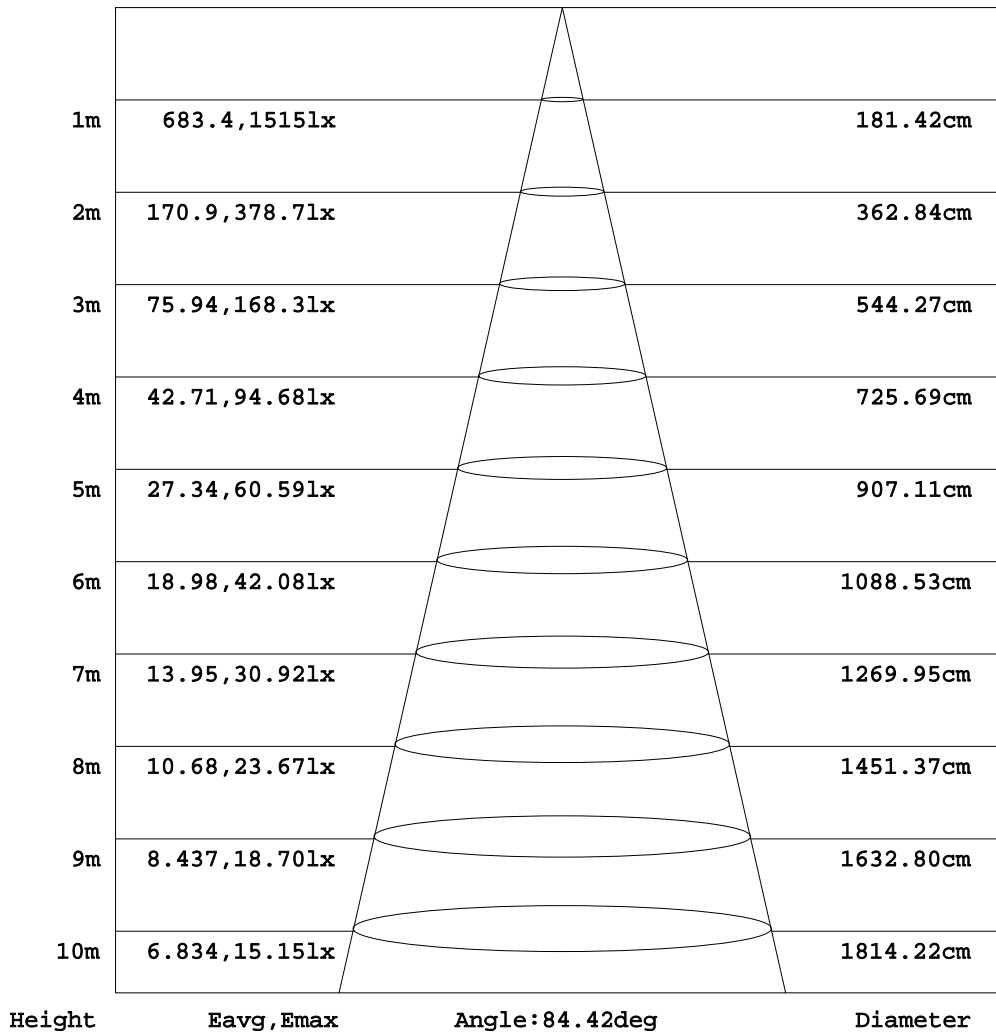 1m 683.4,1515lx 181.42cm
2m 170.9,378.7lx 362.84cm
3m 75.94,168.3lx 544.27cm
4m 42.71,94.68lx 725.69cm
5m 27.34,60.59lx 907.11cm
6m 18.98,42.08lx 1088.53cm
7m 13.95,30.92lx 1269.95cm
8m 10.68,23.67lx 1451.37cm
9m 8.437,18.70lx 1632.80cm
10m 6.834,15.15lx 1814.22cm
Height Eavg,Emax Angle:84.42deg Diameter